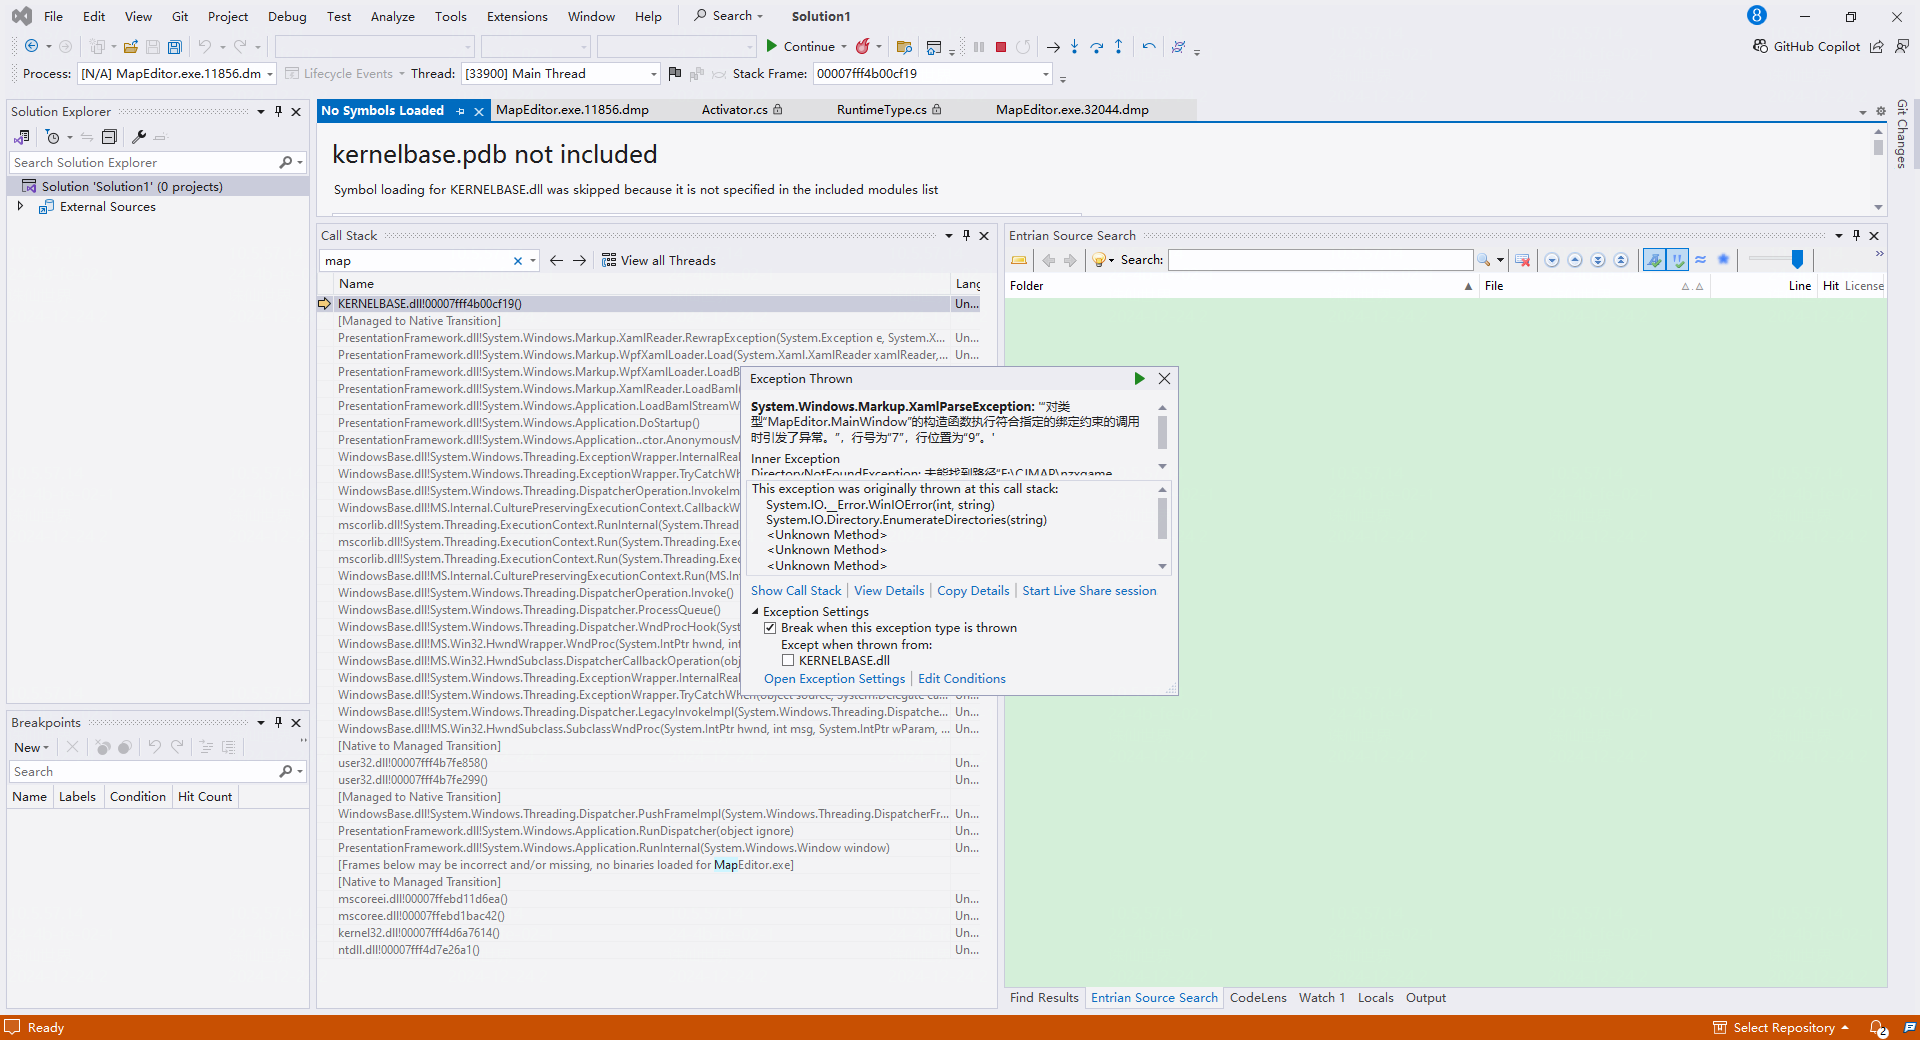 File Edit View Git Project Debug Test Analyze Tools Extensions Window Help Search Solution1 8
Continue GitHub Copilot
Process: [N/A] MapEditor.exe.11856.dm Lifecycle Events Thread: [33900] Main Thread Stack Frame: 00007fff4b00cf19
Solution Explorer
Search Solution Explorer
Solution 'Solution1' (0 projects)
External Sources
No Symbols Loaded MapEditor.exe.11856.dmp Activator.cs RuntimeType.cs MapEditor.exe.32044.dmp
Git Changes
kernelbase.pdb not included
Symbol loading for KERNELBASE.dll was skipped because it is not specified in the included modules list
Call Stack
map View all Threads
Name Lang
KERNELBASE.dll!00007fff4b00cf19() Un...
[Managed to Native Transition]
PresentationFramework.dll!System.Windows.Markup.XamlReader.RewrapException(System.Exception e, System.X... Un...
PresentationFramework.dll!System.Windows.Markup.WpfXamlLoader.Load(System.Xaml.XamlReader xamlReader,... Un...
PresentationFramework.dll!System.Windows.Markup.WpfXamlLoader.LoadB
PresentationFramework.dll!System.Windows.Markup.XamlReader.LoadBaml(
PresentationFramework.dll!System.Windows.Application.LoadBamlStreamW
PresentationFramework.dll!System.Windows.Application.DoStartup()
PresentationFramework.dll!System.Windows.Application..ctor.AnonymousM
WindowsBase.dll!System.Windows.Threading.ExceptionWrapper.InternalReal
WindowsBase.dll!System.Windows.Threading.ExceptionWrapper.TryCatchWh
WindowsBase.dll!System.Windows.Threading.DispatcherOperation.InvokeIm
WindowsBase.dll!MS.Internal.CulturePreservingExecutionContext.CallbackW
mscorlib.dll!System.Threading.ExecutionContext.RunInternal(System.Thread
mscorlib.dll!System.Threading.ExecutionContext.Run(System.Threading.Exec
mscorlib.dll!System.Threading.ExecutionContext.Run(System.Threading.Exec
WindowsBase.dll!MS.Internal.CulturePreservingExecutionContext.Run(MS.Int
WindowsBase.dll!System.Windows.Threading.DispatcherOperation.Invoke()
WindowsBase.dll!System.Windows.Threading.Dispatcher.ProcessQueue()
WindowsBase.dll!System.Windows.Threading.Dispatcher.WndProcHook(Syst
WindowsBase.dll!MS.Win32.HwndWrapper.WndProc(System.IntPtr hwnd, int
WindowsBase.dll!MS.Win32.HwndSubclass.DispatcherCallbackOperation(obj
WindowsBase.dll!System.Windows.Threading.ExceptionWrapper.InternalReal
WindowsBase.dll!System.Windows.Threading.ExceptionWrapper.TryCatchWhen(object source, System.Delegate ca... Un...
WindowsBase.dll!System.Windows.Threading.Dispatcher.LegacyInvokeImpl(System.Windows.Threading.Dispatche... Un...
WindowsBase.dll!MS.Win32.HwndSubclass.SubclassWndProc(System.IntPtr hwnd, int msg, System.IntPtr wParam, ... Un...
[Native to Managed Transition]
user32.dll!00007fff4b7fe858() Un...
user32.dll!00007fff4b7fe299() Un...
[Managed to Native Transition]
WindowsBase.dll!System.Windows.Threading.Dispatcher.PushFrameImpl(System.Windows.Threading.DispatcherFr... Un...
PresentationFramework.dll!System.Windows.Application.RunDispatcher(object ignore) Un...
PresentationFramework.dll!System.Windows.Application.RunInternal(System.Windows.Window window) Un...
[Frames below may be incorrect and/or missing, no binaries loaded for MapEditor.exe]
[Native to Managed Transition]
mscoreei.dll!00007ffebd11d6ea() Un...
mscoree.dll!00007ffebd1bac42() Un...
kernel32.dll!00007fff4d6a7614() Un...
ntdll.dll!00007fff4d7e26a1() Un...
Exception Thrown
System.Windows.Markup.XamlParseException: '“对类
型“MapEditor.MainWindow”的构造函数执行符合指定的绑定约束的调用
时引发了异常。”，行号为“7”，行位置为“9”。'
Inner Exception
DirectoryNotFoundException: 未能找到路径“F:\CJMAP\nzxgame
This exception was originally thrown at this call stack:
System.IO.__Error.WinIOError(int, string)
System.IO.Directory.EnumerateDirectories(string)
<Unknown Method>
<Unknown Method>
<Unknown Method>
Show Call Stack View Details Copy Details Start Live Share session
Exception Settings
Break when this exception type is thrown
Except when thrown from:
KERNELBASE.dll
Open Exception Settings Edit Conditions
Entrian Source Search
Search:
Folder File Line Hit License
Find Results Entrian Source Search CodeLens Watch 1 Locals Output
Breakpoints
New
Search
Name Labels Condition Hit Count
Ready Select Repository 2